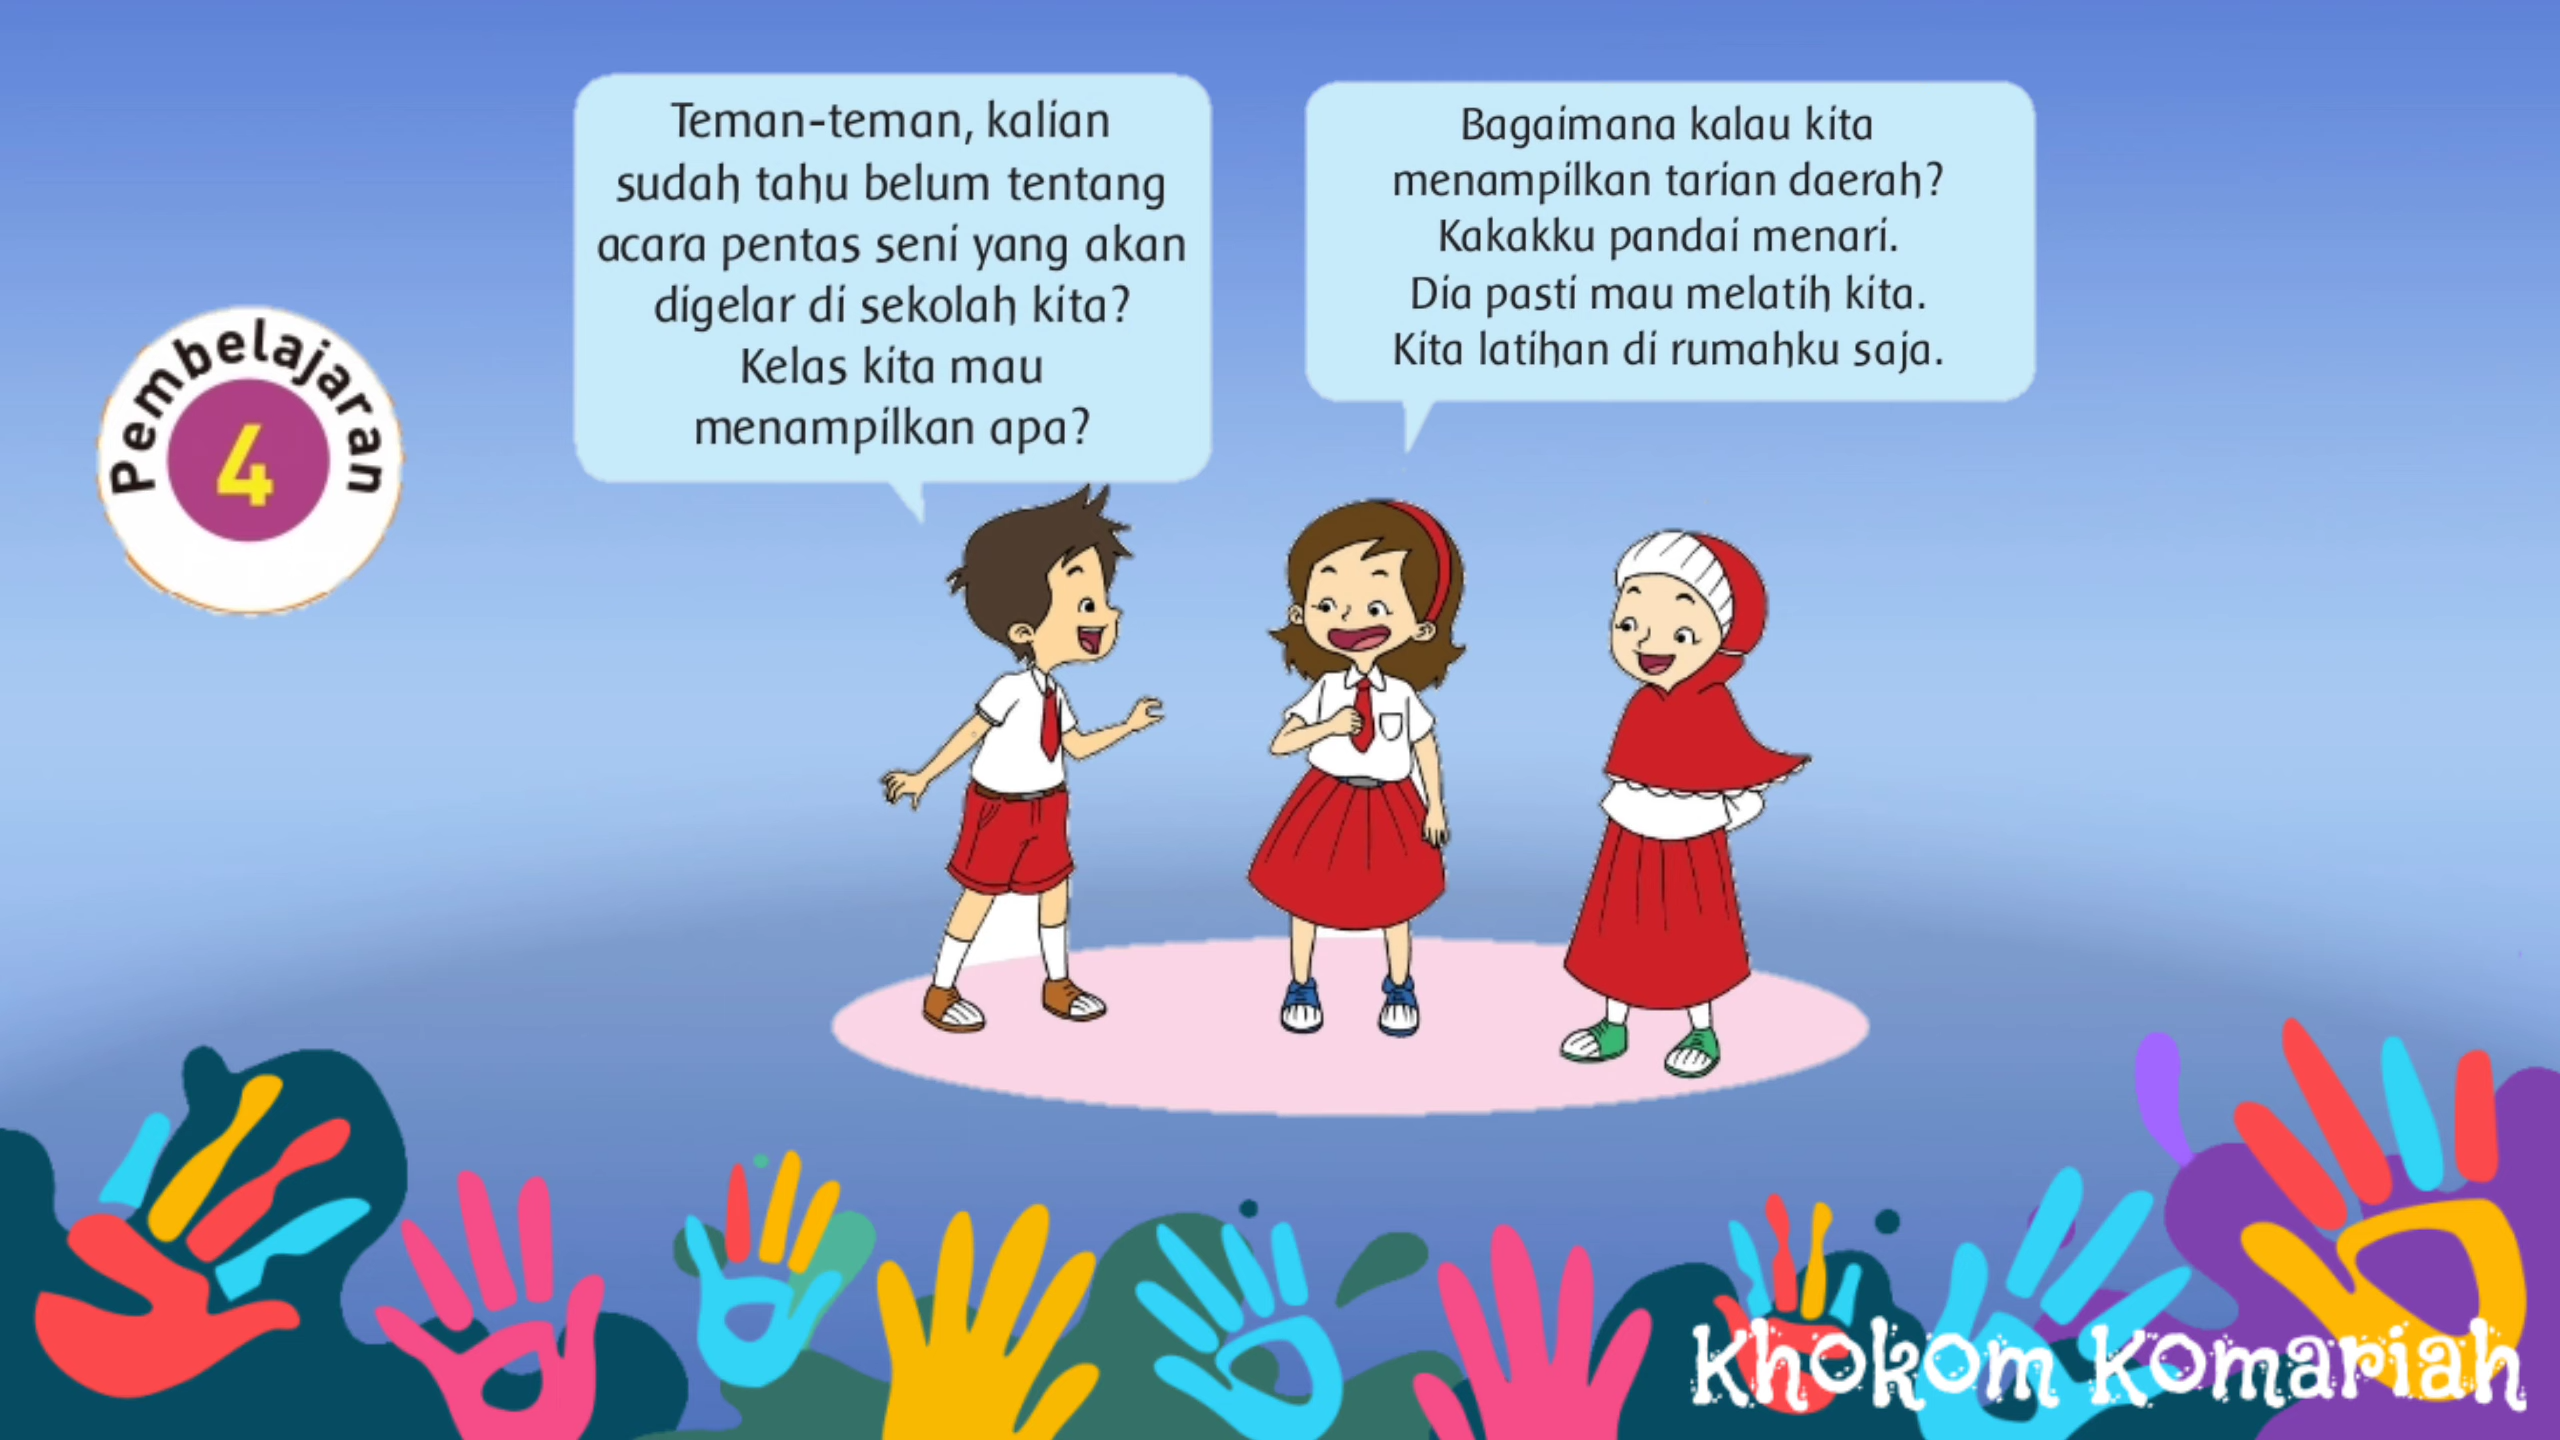 Pembelajaran
4
Teman-teman, kalian
sudah tahu belum tentang
acara pentas seni yang akan
digelar di sekolah kita?
Kelas kita mau
menampilkan apa?
Bagaimana kalau kita
menampilkan tarian daerah?
Kakakku pandai menari.
Dia pasti mau melatih kita.
Kita latihan di rumahku saja.
Khokom Komariah